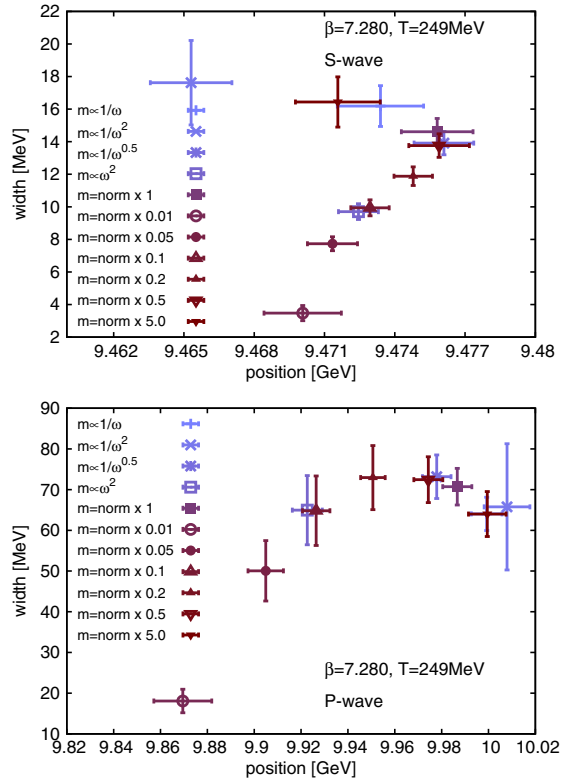 β=7.280, T=249MeV
S-wave
22
20
18
16
14
12
10
8
6
4
2
width [MeV]
m∝1/ω
m∝1/ω²
m∝1/ω^0.5
m∝ω²
m=norm x 1
m=norm x 0.01
m=norm x 0.05
m=norm x 0.1
m=norm x 0.2
m=norm x 0.5
m=norm x 5.0
9.462 9.465 9.468 9.471 9.474 9.477 9.48
position [GeV]
90
80
70
60
50
40
30
20
10
width [MeV]
m∝1/ω
m∝1/ω²
m∝1/ω^0.5
m∝ω²
m=norm x 1
m=norm x 0.01
m=norm x 0.05
m=norm x 0.1
m=norm x 0.2
m=norm x 0.5
m=norm x 5.0
β=7.280, T=249MeV
P-wave
9.82 9.84 9.86 9.88 9.9 9.92 9.94 9.96 9.98 10 10.02
position [GeV]